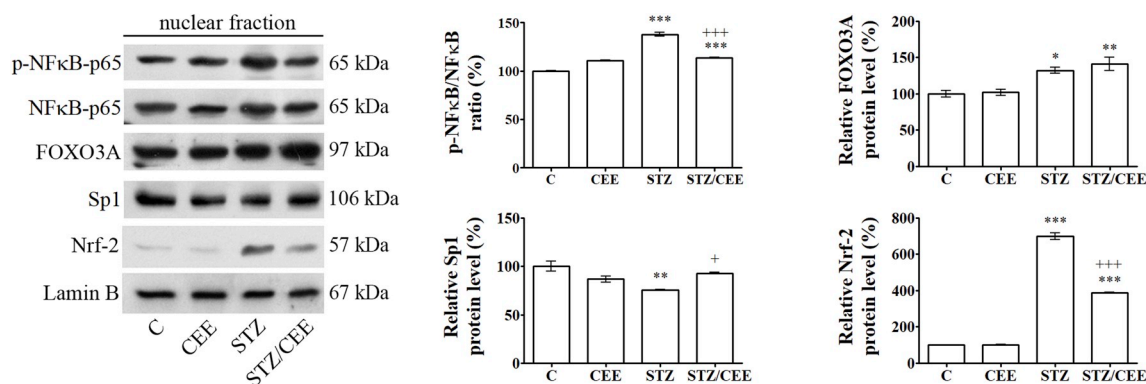 nuclear fraction
p-NFκB-p65 65 kDa
NFκB-p65 65 kDa
FOXO3A 97 kDa
Sp1 106 kDa
Nrf-2 57 kDa
Lamin B 67 kDa
C CEE STZ STZ/CEE
p-NFκB/NFκB
ratio (%)
150
100
50
0
***
+++
***
C CEE STZ STZ/CEE
Relative FOXO3A
protein level (%)
200
150
100
50
0
* **
C CEE STZ STZ/CEE
Relative Sp1
protein level (%)
150
100
50
0
** +
C CEE STZ STZ/CEE
Relative Nrf-2
protein level (%)
800
600
400
200
0
***
+++
***
C CEE STZ STZ/CEE